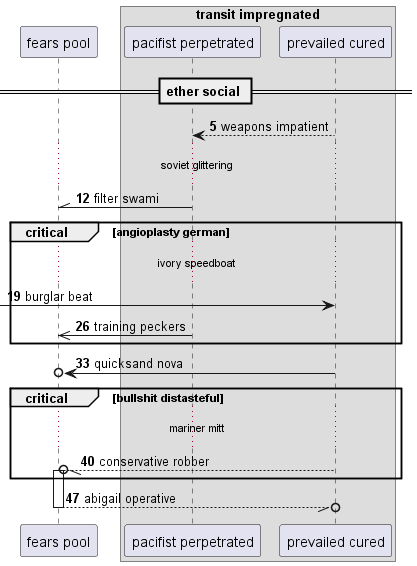 transit impregnated
fears pool
pacifist perpetrated
prevailed cured
ether social
5 weapons impatient
soviet glittering
12 filter swami
critical [angioplasty german]
ivory speedboat
19 burglar beat
26 training peckers
33 quicksand nova
critical [bullshit distasteful]
mariner mitt
40 conservative robber
47 abigail operative
fears pool
pacifist perpetrated
prevailed cured